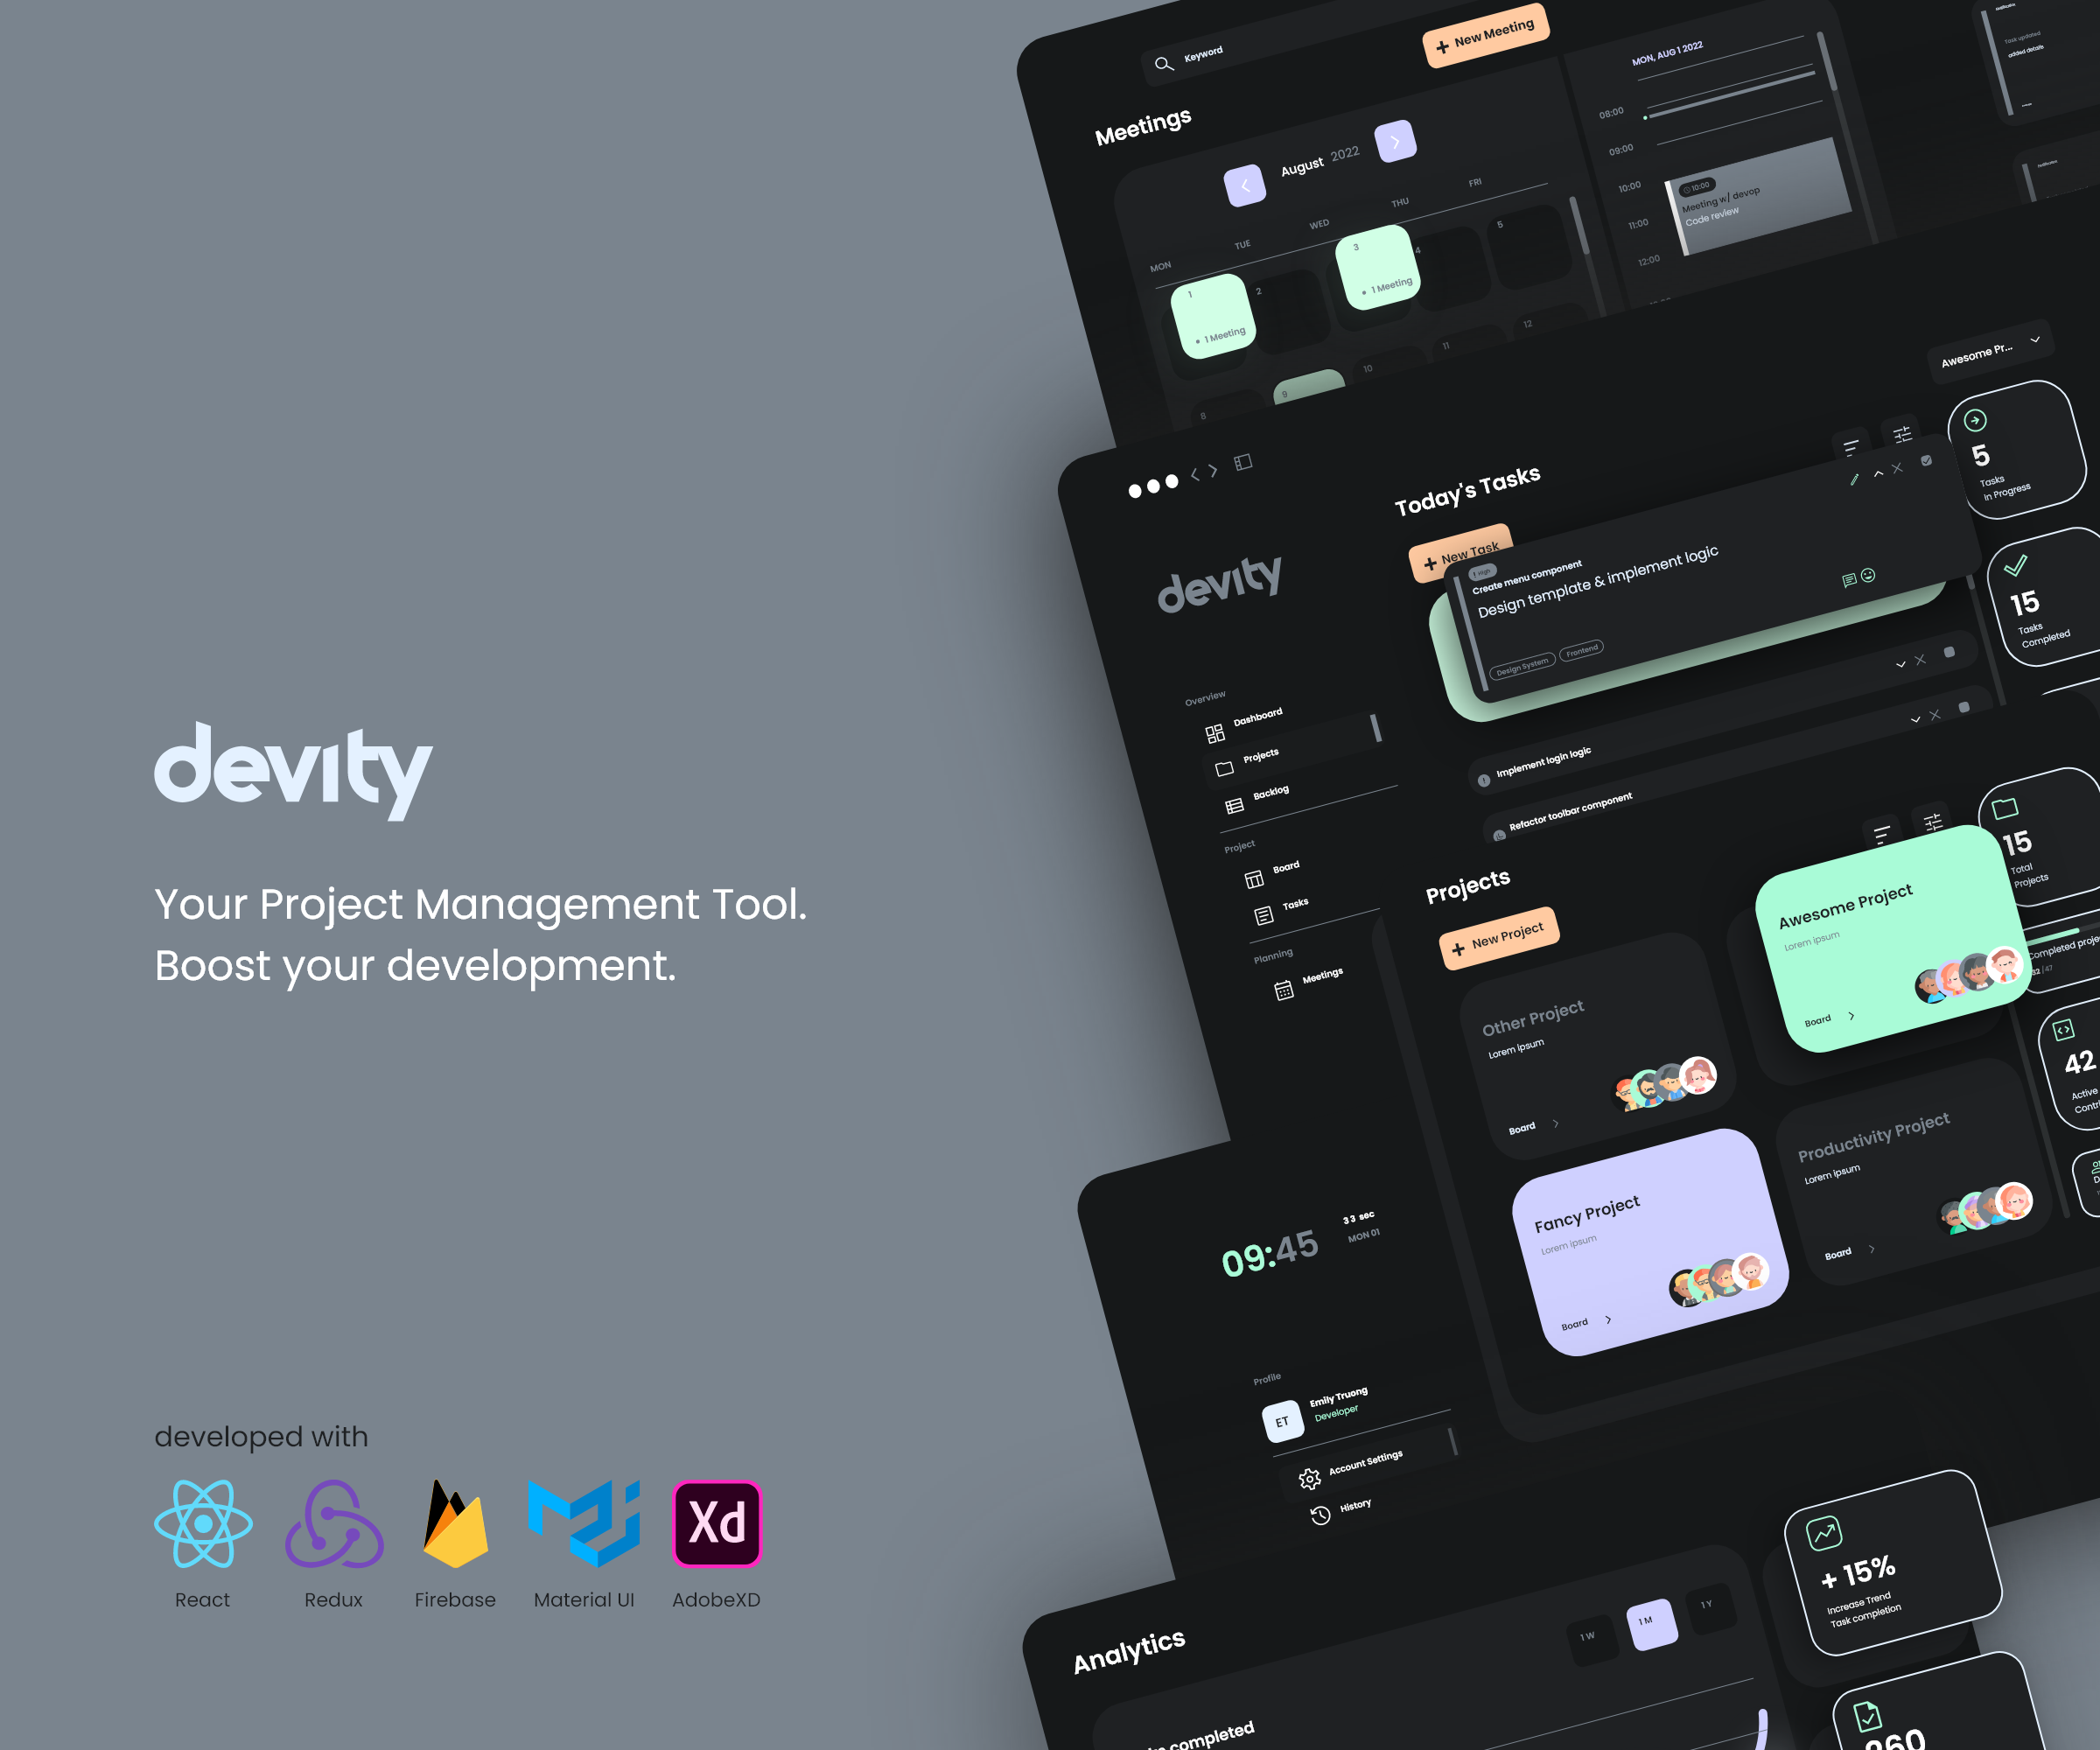 devity
Your Project Management Tool.
Boost your development.
developed with
React
Redux
Firebase
Material UI
Xd
AdobeXD
Keyword
New Meeting
Meetings
August 2022
MON
TUE
WED
THU
FRI
1
1 Meeting
2
3
1 Meeting
4
5
8
9
10
11
12
MON, AUG 1 2022
08:00
09:00
10:00
11:00
12:00
10:00
Meeting w/ devop
Code review
Task updated
added details
devity
Overview
Dashboard
Projects
Backlog
Project
Board
Tasks
Planning
Meetings
Today's Tasks
New Task
High
Create menu component
Design template & implement logic
Design System
Frontend
Implement login logic
Refactor toolbar component
Awesome Pr...
5
Tasks
In Progress
15
Tasks
Completed
Projects
New Project
Other Project
Lorem Ipsum
Board
Awesome Project
Lorem ipsum
Board
Fancy Project
Lorem ipsum
Board
Productivity Project
Lorem ipsum
Board
15
Total
Projects
Completed
32 /47
42
Active
09:45
33 sec
MON 01
Profile
ET
Emily Truong
Developer
Account Settings
History
Analytics
completed
1 W
1 M
1 Y
+ 15%
Increase Trend
Task completion
260